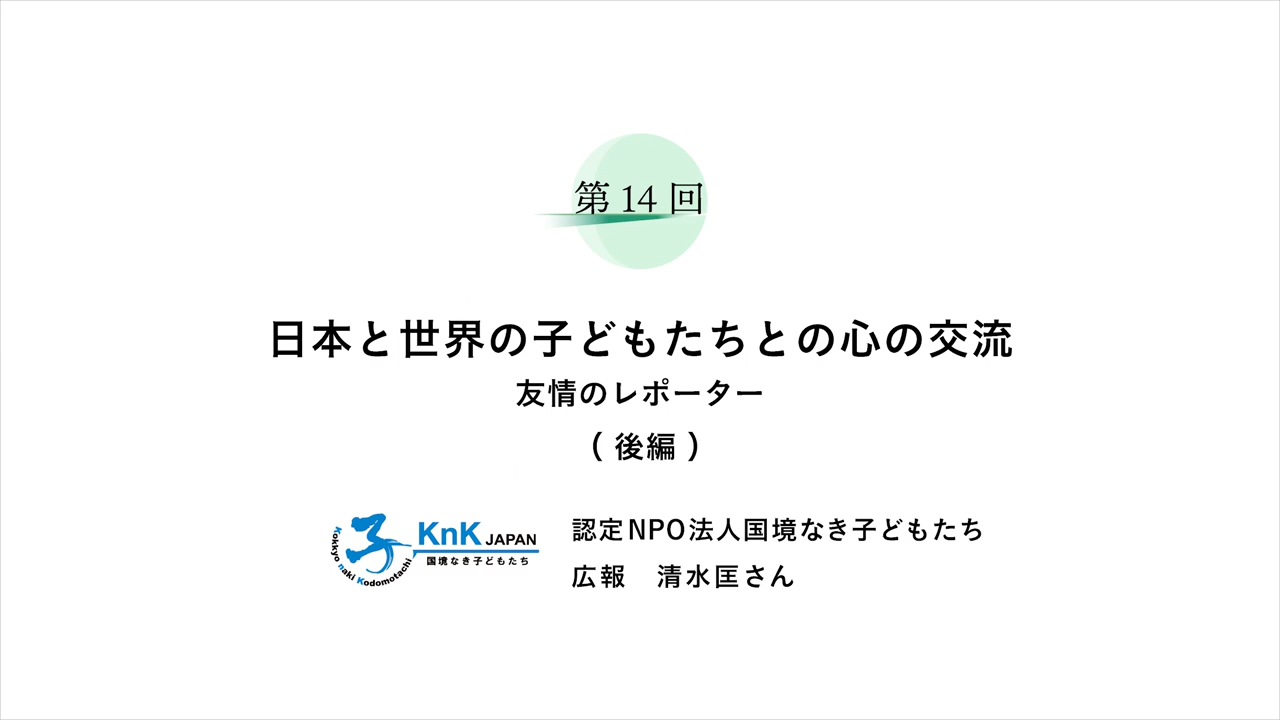 第14回
日本と世界の子どもたちとの心の交流
友情のレポーター
(後編)
Kokkyo naki Kodomotachi
子
KnK JAPAN
国境なき子どもたち
認定NPO法人国境なき子どもたち
広報　清水匡さん